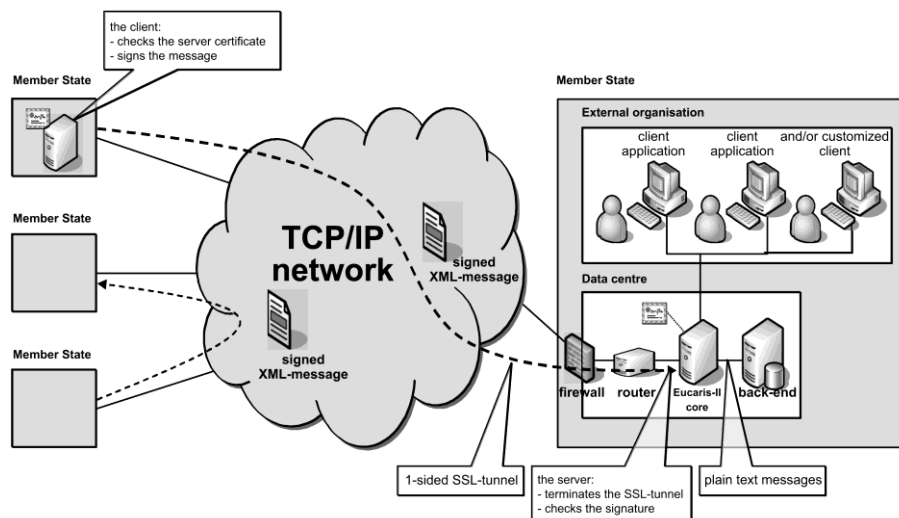 the client:
- checks the server certificate
- signs the message
Member State
Member State
External organisation
client
application
client
application
and/or customized
client
TCP/IP
network
signed
XML-message
Member State
Data centre
signed
XML-message
Member State
firewall
router
Eucaris-II
core
back-end
1-sided SSL-tunnel
the server:
- terminates the SSL-tunnel
- checks the signature
plain text messages